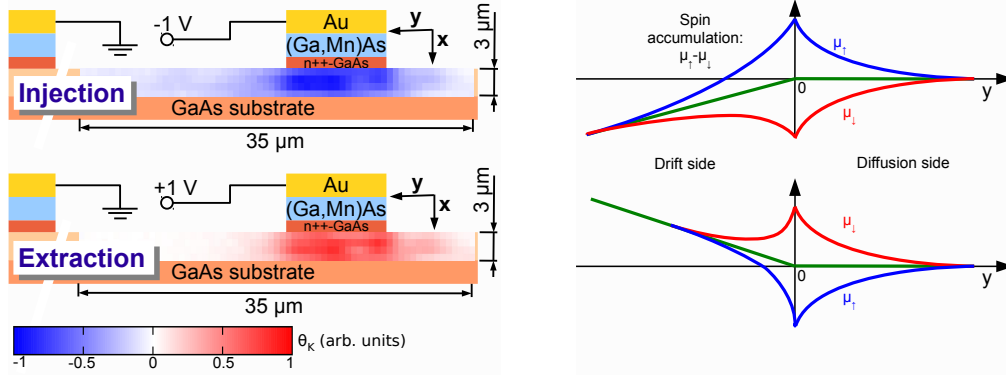 -1 V
Au
y
x
3 µm
(Ga,Mn)As
n++-GaAs
Injection
GaAs substrate
35 µm
+1 V
Au
y
x
3 µm
(Ga,Mn)As
n++-GaAs
Extraction
GaAs substrate
35 µm
-1 -0.5 0 0.5 1
θK (arb. units)
Spin
accumulation:
µ↑-µ↓
µ↑
0
y
µ↓
Drift side
Diffusion side
µ↓
0
y
µ↑